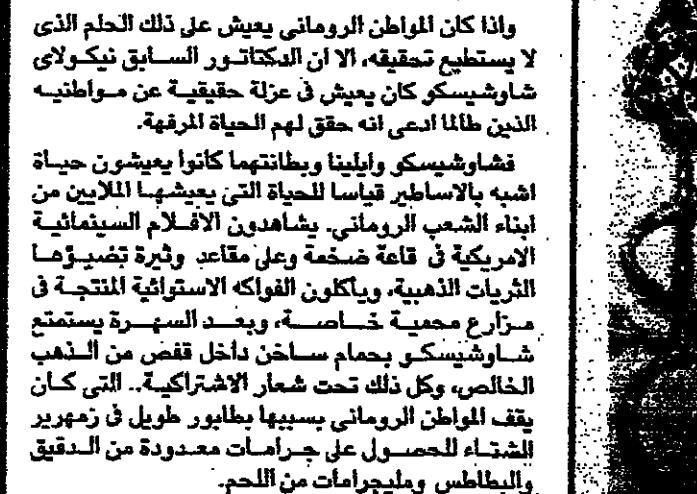 واذا كان المواطن الرومانى يعيش على ذلك الحلم الذى
لا يستطيع تحقيقه، الا ان الدكتاتور السابق نيكولاى
شاوشيسكو كان يعيش فى عزلة حقيقية عن مواطنيه
الذين طالما ادعى انه حقق لهم الحياة المرفهة.
فشاوشيسكو وايلينا وبطانتهما كانوا يعيشون حياة
اشبه بالاساطير قياسا للحياة التى يعيشها الملايين من
ابناء الشعب الرومانى. يشاهدون الافلام السينمائية
الامريكية فى قاعة ضخمة وعلى مقاعد وثيرة تضيؤها
الثريات الذهبية، وياكلون الفواكه الاستوائية المنتجة فى
مزارع محمية خاصة، وبعد السهرة يستمتع
شاوشيسكو بحمام ساخن داخل قفص من الذهب
الخالص، وكل ذلك تحت شعار الاشتراكية.. التى كان
يقف المواطن الرومانى بسببها بطابور طويل فى زمهرير
الشتاء للحصول على جرامات معدودة من الدقيق
والبطاطس ومليجرامات من اللحم.